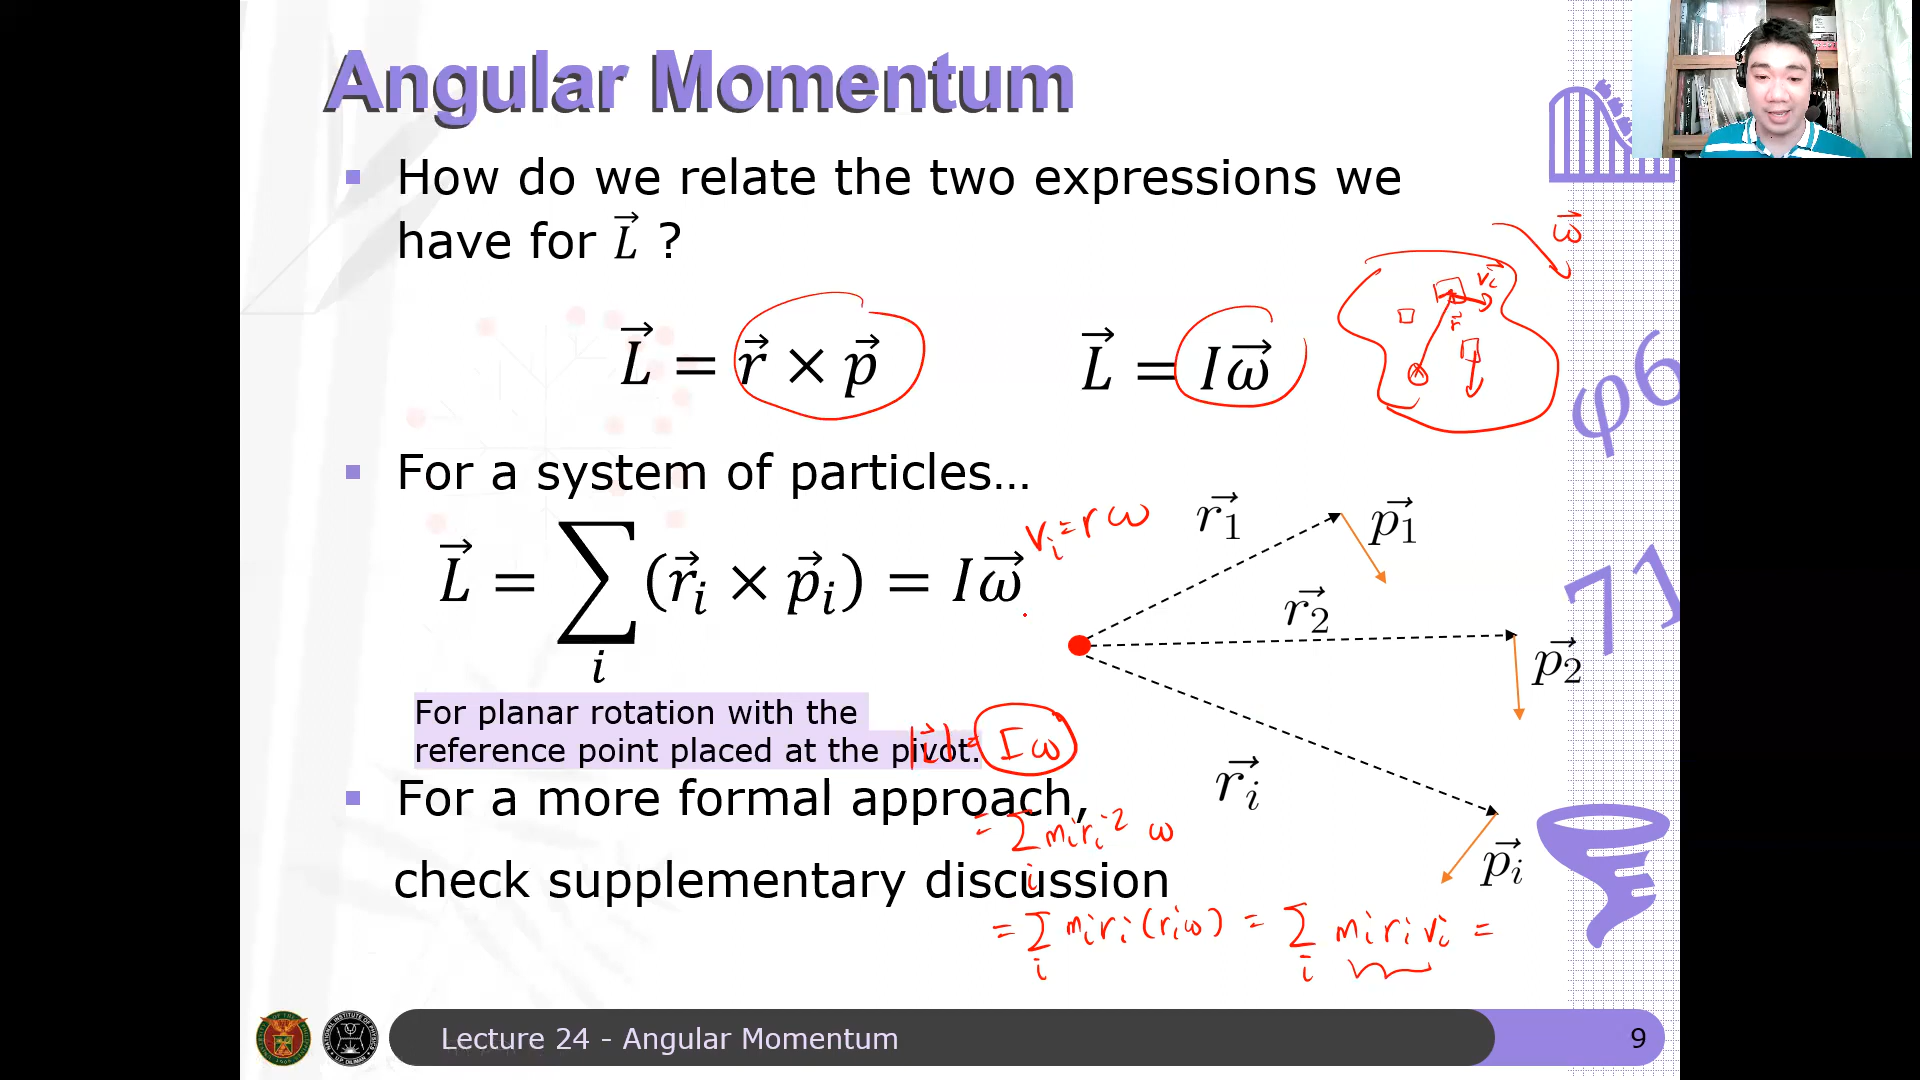 Angular Momentum
How do we relate the two expressions we
have for L⃗ ?
L⃗ = r⃗ × p⃗
L⃗ = Iω⃗
ω⃗
v⃗ᵢ
r⃗
For a system of particles...
L⃗ = ∑ᵢ (r⃗ᵢ × p⃗ᵢ) = Iω⃗
vᵢ = rω
r⃗₁
p⃗₁
r⃗₂
p⃗₂
r⃗ᵢ
p⃗ᵢ
For planar rotation with the
reference point placed at the pivot.
|L⃗| = Iω
For a more formal approach,
= ∑ᵢ mᵢrᵢ² ω
check supplementary discussion
= ∑ᵢ mᵢrᵢ(rᵢω) = ∑ᵢ mᵢrᵢvᵢ =
φ6
71
Lecture 24 - Angular Momentum
9